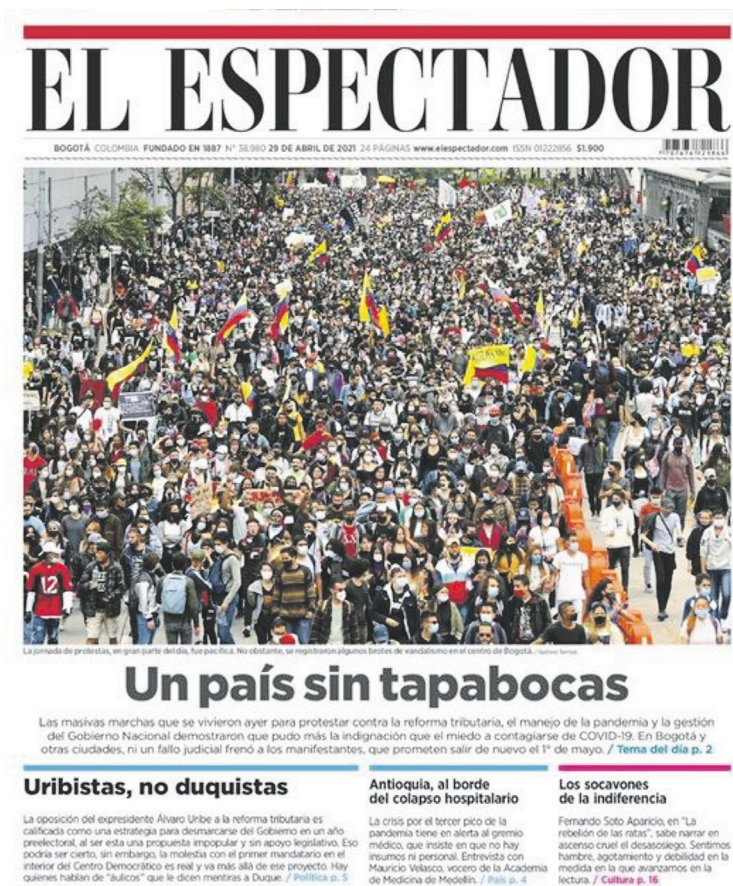 EL ESPECTADOR
BOGOTÁ COLOMBIA FUNDADO EN 1887 Nº 38.980 29 DE ABRIL DE 2021 24 PÁGINAS www.elespectador.com ISSN 01222856 $1.900
La jornada de protestas, en gran parte del día, fue pacífica. No obstante, se registraron algunos brotes de vandalismo en el centro de Bogotá. / Gustavo Torrijos
Un país sin tapabocas
Las masivas marchas que se vivieron ayer para protestar contra la reforma tributaria, el manejo de la pandemia y la gestión
del Gobierno Nacional demostraron que pudo más la indignación que el miedo a contagiarse de COVID-19. En Bogotá y
otras ciudades, ni un fallo judicial frenó a los manifestantes, que prometen salir de nuevo el 1° de mayo. / Tema del día p. 2
Uribistas, no duquistas
La oposición del expresidente Álvaro Uribe a la reforma tributaria es
calificada como una estrategia para desmarcarse del Gobierno en un año
preelectoral, al ser esta una propuesta impopular y sin apoyo legislativo. Eso
podría ser cierto, sin embargo, la molestia con el primer mandatario en el
interior del Centro Democrático es real y va más allá de ese proyecto. Hay
quienes hablan de "áulicos" que le dicen mentiras a Duque. / Política p. 5
Antioquia, al borde
del colapso hospitalario
La crisis por el tercer pico de la
pandemia tiene en alerta al gremio
médico, que insiste en que no hay
insumos ni personal. Entrevista con
Mauricio Velasco, vocero de la Academia
de Medicina de Medellín. / País p. 4
Los socavones
de la indiferencia
Fernando Soto Aparicio, en "La
rebelión de las ratas", sabe narrar en
ascenso cruel el desasosiego. Sentimos
hambre, agotamiento y debilidad en la
medida en la que avanzamos en la
lectura. / Cultura p. 16
12